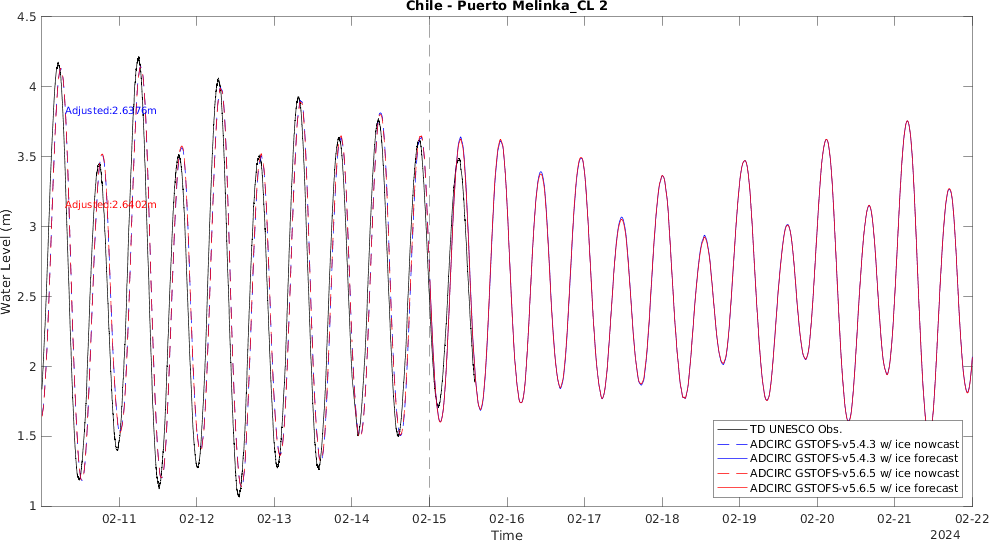 Chile - Puerto Melinka_CL 2
4.5
4
3.5
3
2.5
2
1.5
1
Water Level (m)
Adjusted:2.6376m
Adjusted:2.6402m
TD UNESCO Obs.
ADCIRC GSTOFS-v5.4.3 w/ ice nowcast
ADCIRC GSTOFS-v5.4.3 w/ ice forecast
ADCIRC GSTOFS-v5.6.5 w/ ice nowcast
ADCIRC GSTOFS-v5.6.5 w/ ice forecast
02-11 02-12 02-13 02-14 02-15 02-16 02-17 02-18 02-19 02-20 02-21 02-22
Time
2024